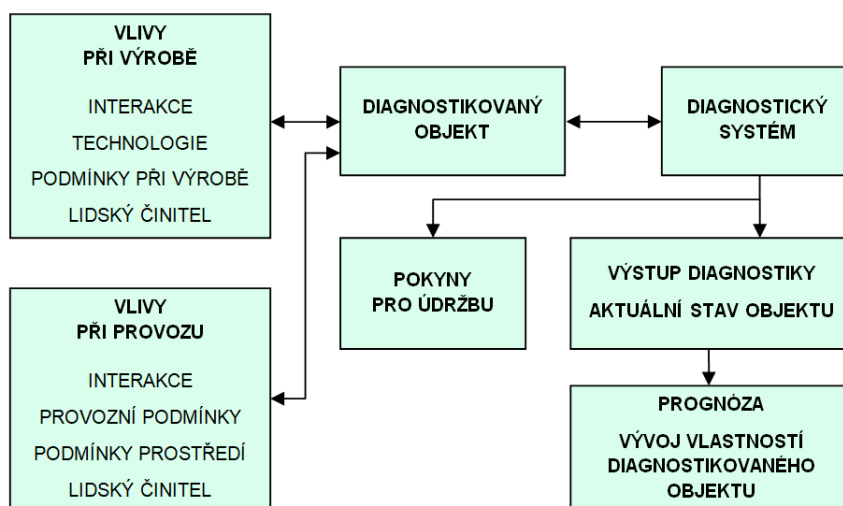 VLIVY
PŘI VÝROBĚ
INTERAKCE
TECHNOLOGIE
PODMÍNKY PŘI VÝROBĚ
LIDSKÝ ČINITEL
DIAGNOSTIKOVANÝ
OBJEKT
DIAGNOSTICKÝ
SYSTÉM
POKYNY
PRO ÚDRŽBU
VÝSTUP DIAGNOSTIKY
AKTUÁLNÍ STAV OBJEKTU
VLIVY
PŘI PROVOZU
INTERAKCE
PROVOZNÍ PODMÍNKY
PODMÍNKY PROSTŘEDÍ
LIDSKÝ ČINITEL
PROGNÓZA
VÝVOJ VLASTNOSTÍ
DIAGNOSTIKOVANÉHO
OBJEKTU